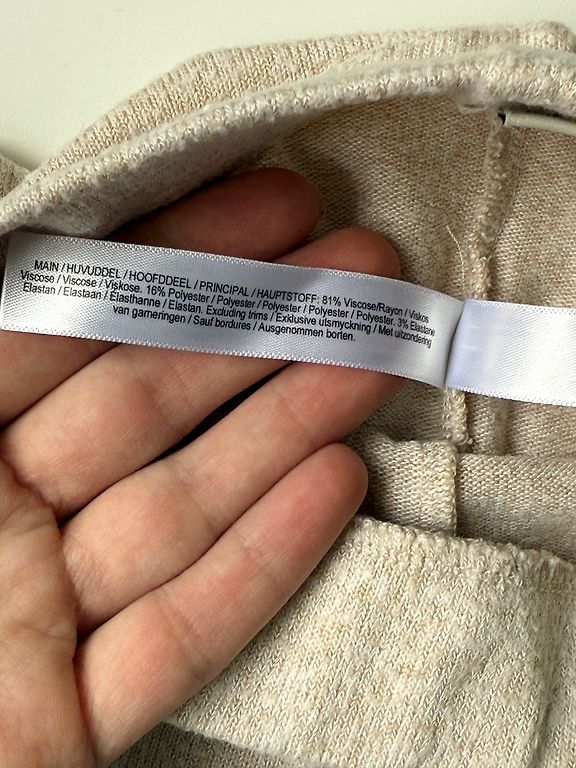 MAIN / HUVUDDEL / HOOFDDEEL / PRINCIPAL / HAUPTSTOFF: 81% Viscose/Rayon / Viskos
Viscose / Viscose / Viskose. 16% Polyester / Polyester / Polyester / Polyester / Polyester. 3% Elastane
Elastan / Elastaan / Élasthanne / Elastan. Excluding trims / Exklusive utsmyckning / Met uitzondering
van garneringen / Sauf bordures / Ausgenommen borten.